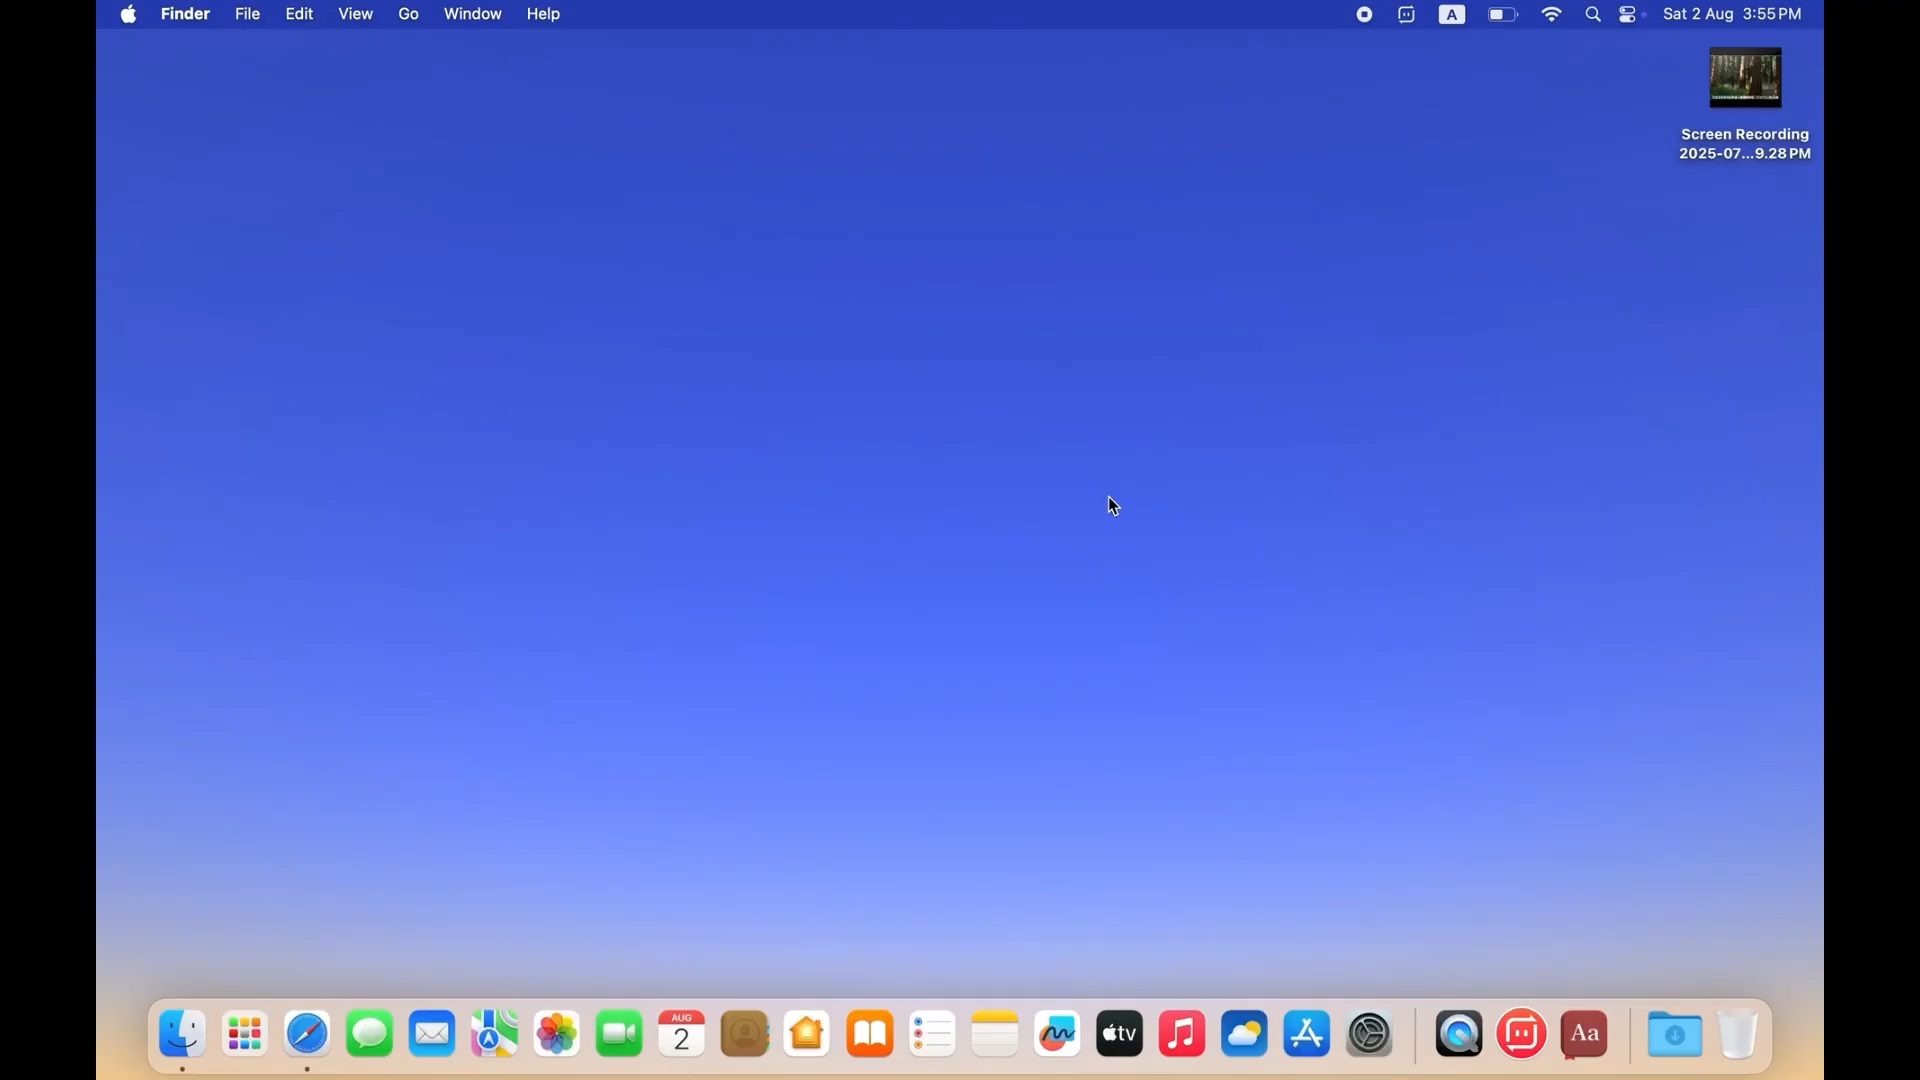 Finder File Edit View Go Window Help A Sat 2 Aug 3:55 PM
Screen Recording
2025-07...9.28 PM
AUG
2
tv
Aa